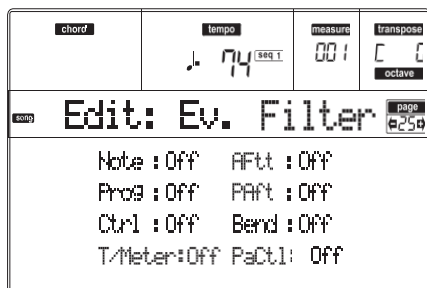 chord tempo measure transpose
♩. 74 seq 1 001 C 0
octave
song Edit: Ev. Filter page
25
Note :Off AFtt :Off
Prog :Off PAft :Off
Ctrl :Off Bend :Off
T/Meter:Off PaCtl: Off